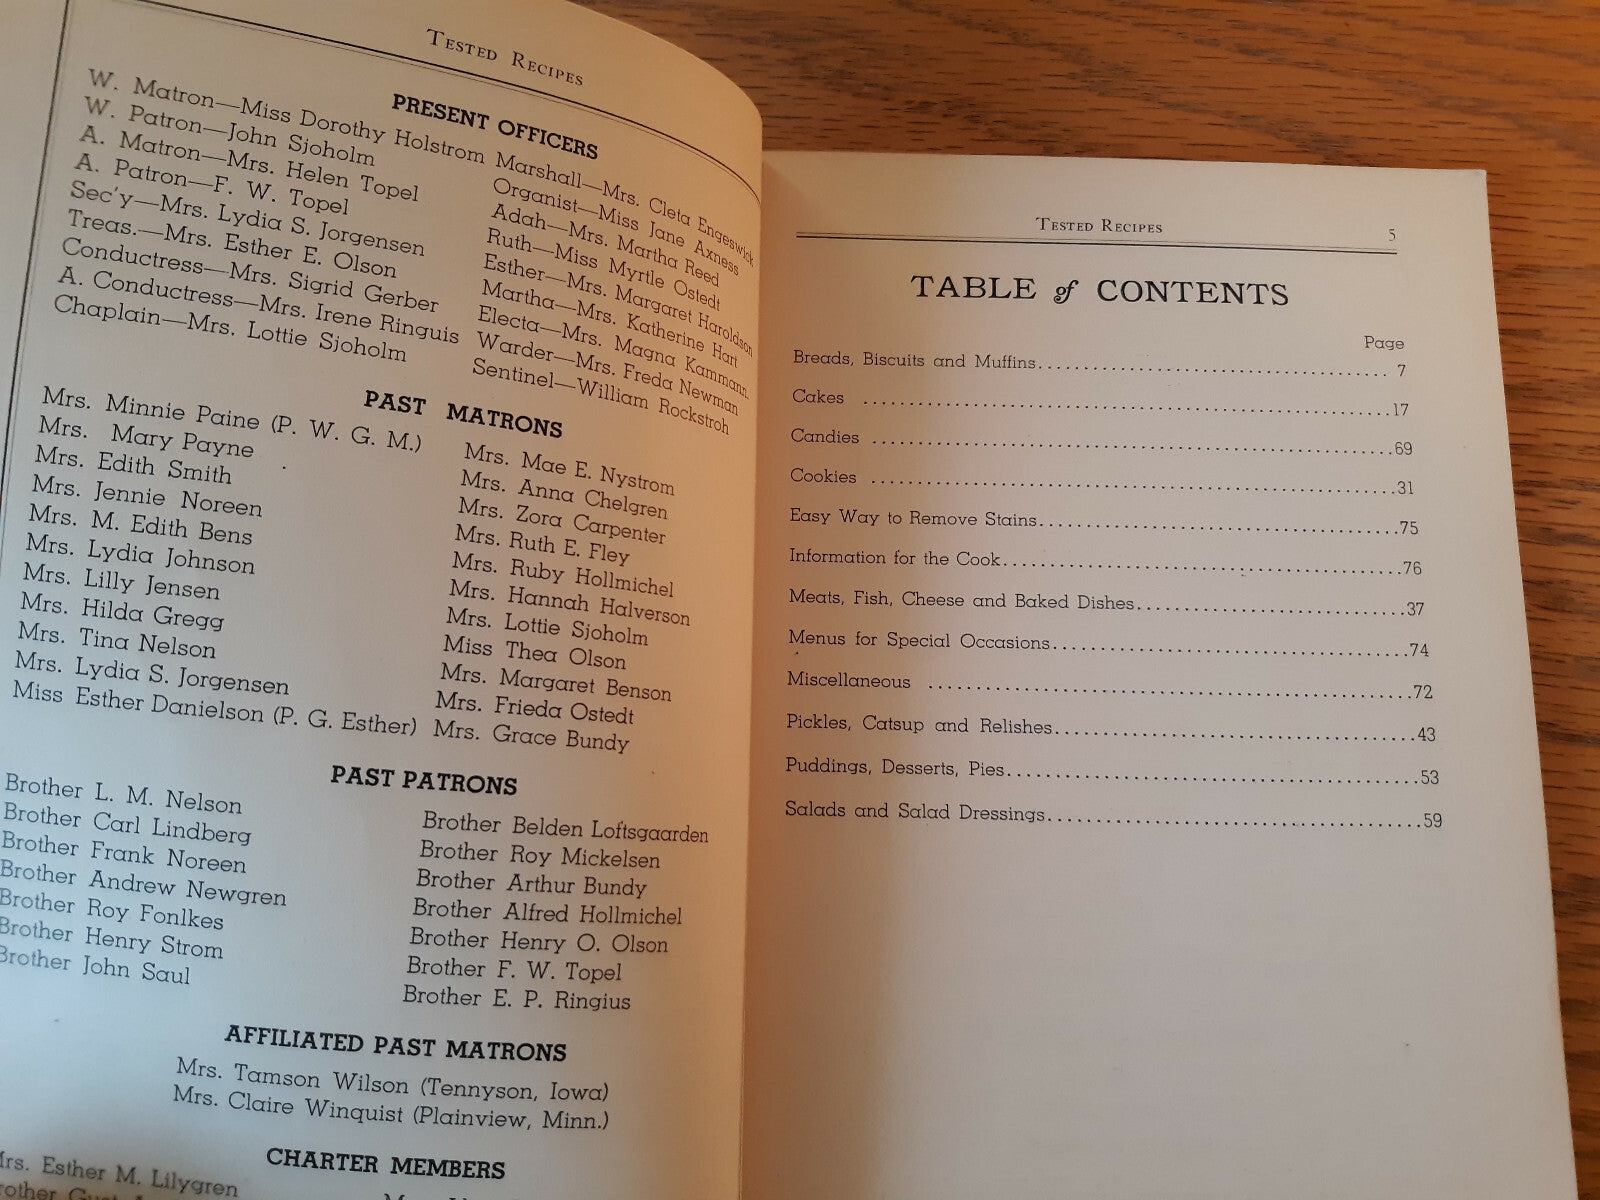 TESTED RECIPES
PRESENT OFFICERS
W. Matron—Miss Dorothy Holstrom
W. Patron—John Sjoholm
A. Matron—Mrs. Helen Topel
A. Patron—F. W. Topel
Sec'y—Mrs. Lydia S. Jorgensen
Treas.—Mrs. Esther E. Olson
Conductress—Mrs. Sigrid Gerber
A. Conductress—Mrs. Irene Ringuis
Chaplain—Mrs. Lottie Sjoholm
Marshall—Mrs. Cleta Engeswick
Organist—Miss Jane Axness
Adah—Mrs. Martha Reed
Ruth—Miss Myrtle Ostedt
Esther—Mrs. Margaret Haroldson
Martha—Mrs. Katherine Hart
Electa—Mrs. Magna Kammann
Warder—Mrs. Freda Newman
Sentinel—William Rockstroh
PAST MATRONS
Mrs. Minnie Paine (P. W. G. M.)
Mrs. Mary Payne
Mrs. Edith Smith
Mrs. Jennie Noreen
Mrs. M. Edith Bens
Mrs. Lydia Johnson
Mrs. Lilly Jensen
Mrs. Hilda Gregg
Mrs. Tina Nelson
Mrs. Lydia S. Jorgensen
Miss Esther Danielson (P. G. Esther)
Mrs. Mae E. Nystrom
Mrs. Anna Chelgren
Mrs. Zora Carpenter
Mrs. Ruth E. Fley
Mrs. Ruby Hollmichel
Mrs. Hannah Halverson
Mrs. Lottie Sjoholm
Miss Thea Olson
Mrs. Margaret Benson
Mrs. Frieda Ostedt
Mrs. Grace Bundy
PAST PATRONS
Brother L. M. Nelson
Brother Carl Lindberg
Brother Frank Noreen
Brother Andrew Newgren
Brother Roy Fonlkes
Brother Henry Strom
Brother John Saul
Brother Belden Loftsgaarden
Brother Roy Mickelsen
Brother Arthur Bundy
Brother Alfred Hollmichel
Brother Henry O. Olson
Brother F. W. Topel
Brother E. P. Ringius
AFFILIATED PAST MATRONS
Mrs. Tamson Wilson (Tennyson, Iowa)
Mrs. Claire Winquist (Plainview, Minn.)
CHARTER MEMBERS
Mrs. Esther M. Lilygren
TESTED RECIPES 5
TABLE of CONTENTS
Page
Breads, Biscuits and Muffins 7
Cakes 17
Candies 69
Cookies 31
Easy Way to Remove Stains 75
Information for the Cook 76
Meats, Fish, Cheese and Baked Dishes 37
Menus for Special Occasions 74
Miscellaneous 72
Pickles, Catsup and Relishes 43
Puddings, Desserts, Pies 53
Salads and Salad Dressings 59